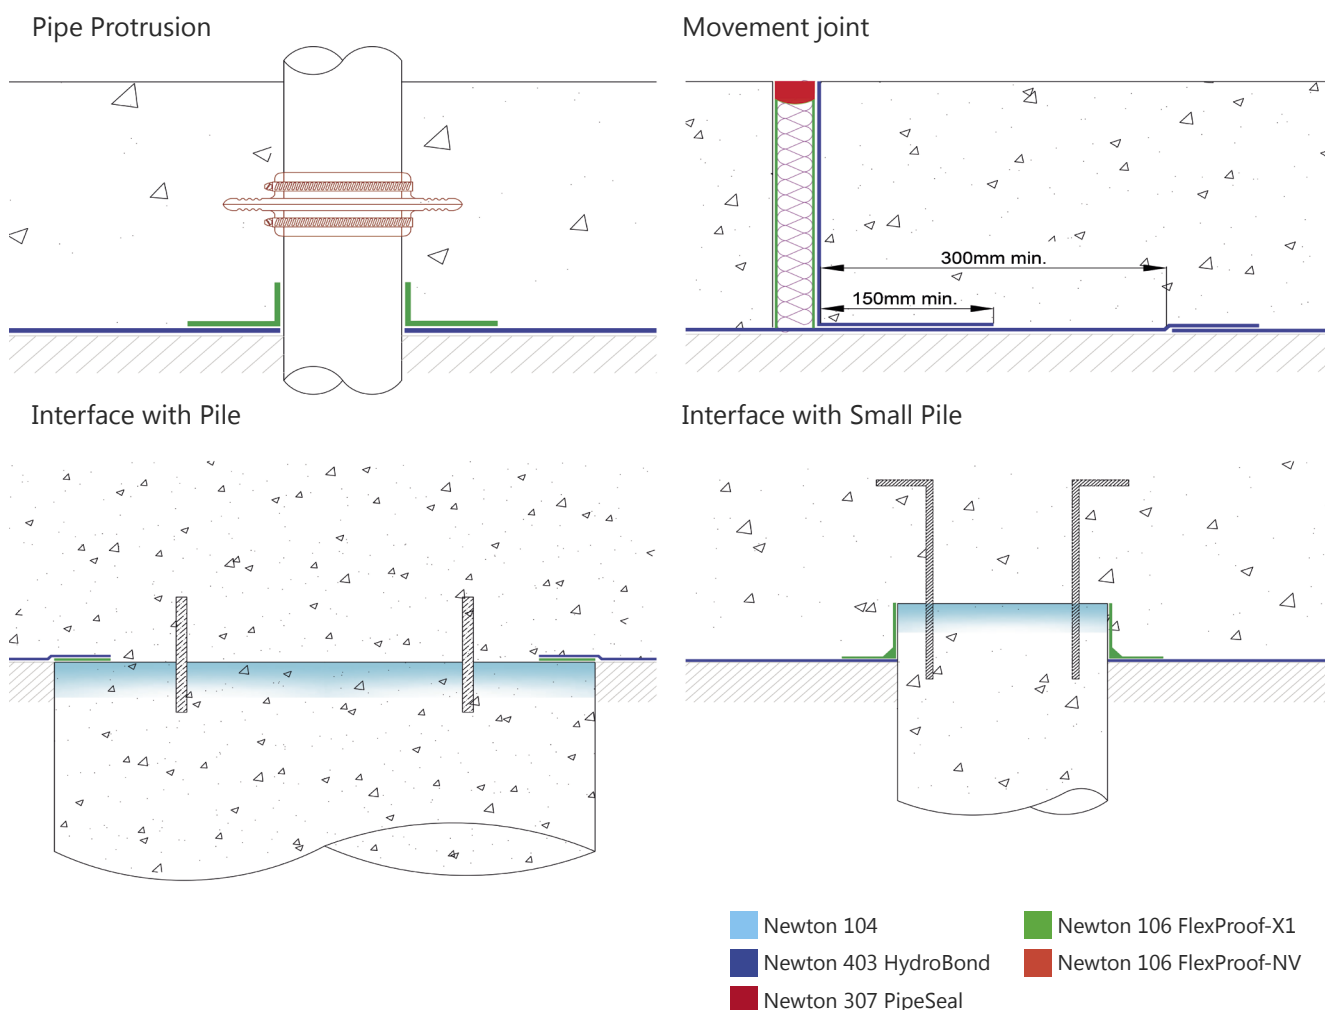 Pipe Protrusion
Movement joint
300mm min.
150mm min.
Interface with Pile
Interface with Small Pile
Newton 104
Newton 106 FlexProof-X1
Newton 403 HydroBond
Newton 106 FlexProof-NV
Newton 307 PipeSeal